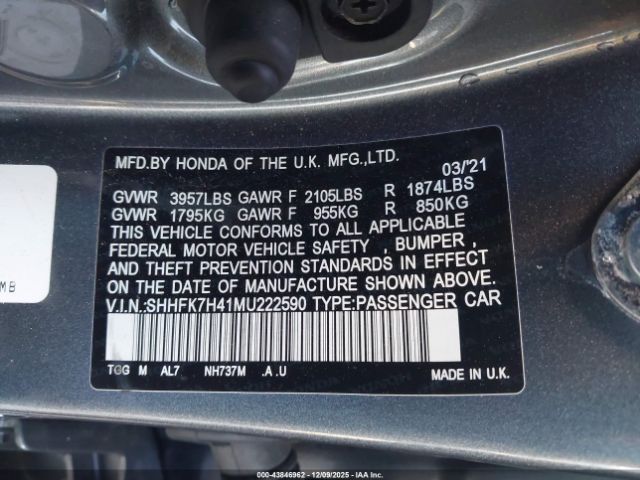 MFD.BY HONDA OF THE U.K. MFG.,LTD.
03/'21
GVWR 3957LBS GAWR F 2105LBS R 1874LBS
GVWR 1795KG GAWR F 955KG R 850KG
THIS VEHICLE CONFORMS TO ALL APPLICABLE
FEDERAL MOTOR VEHICLE SAFETY , BUMPER ,
AND THEFT PREVENTION STANDARDS IN EFFECT
ON THE DATE OF MANUFACTURE SHOWN ABOVE.
V.I.N.:SHHFK7H41MU222590 TYPE:PASSENGER CAR
TGG M AL7 NH737M .A .U
MADE IN U.K.
MB
000-43846962 - 12/09/2025 - IAAI.com